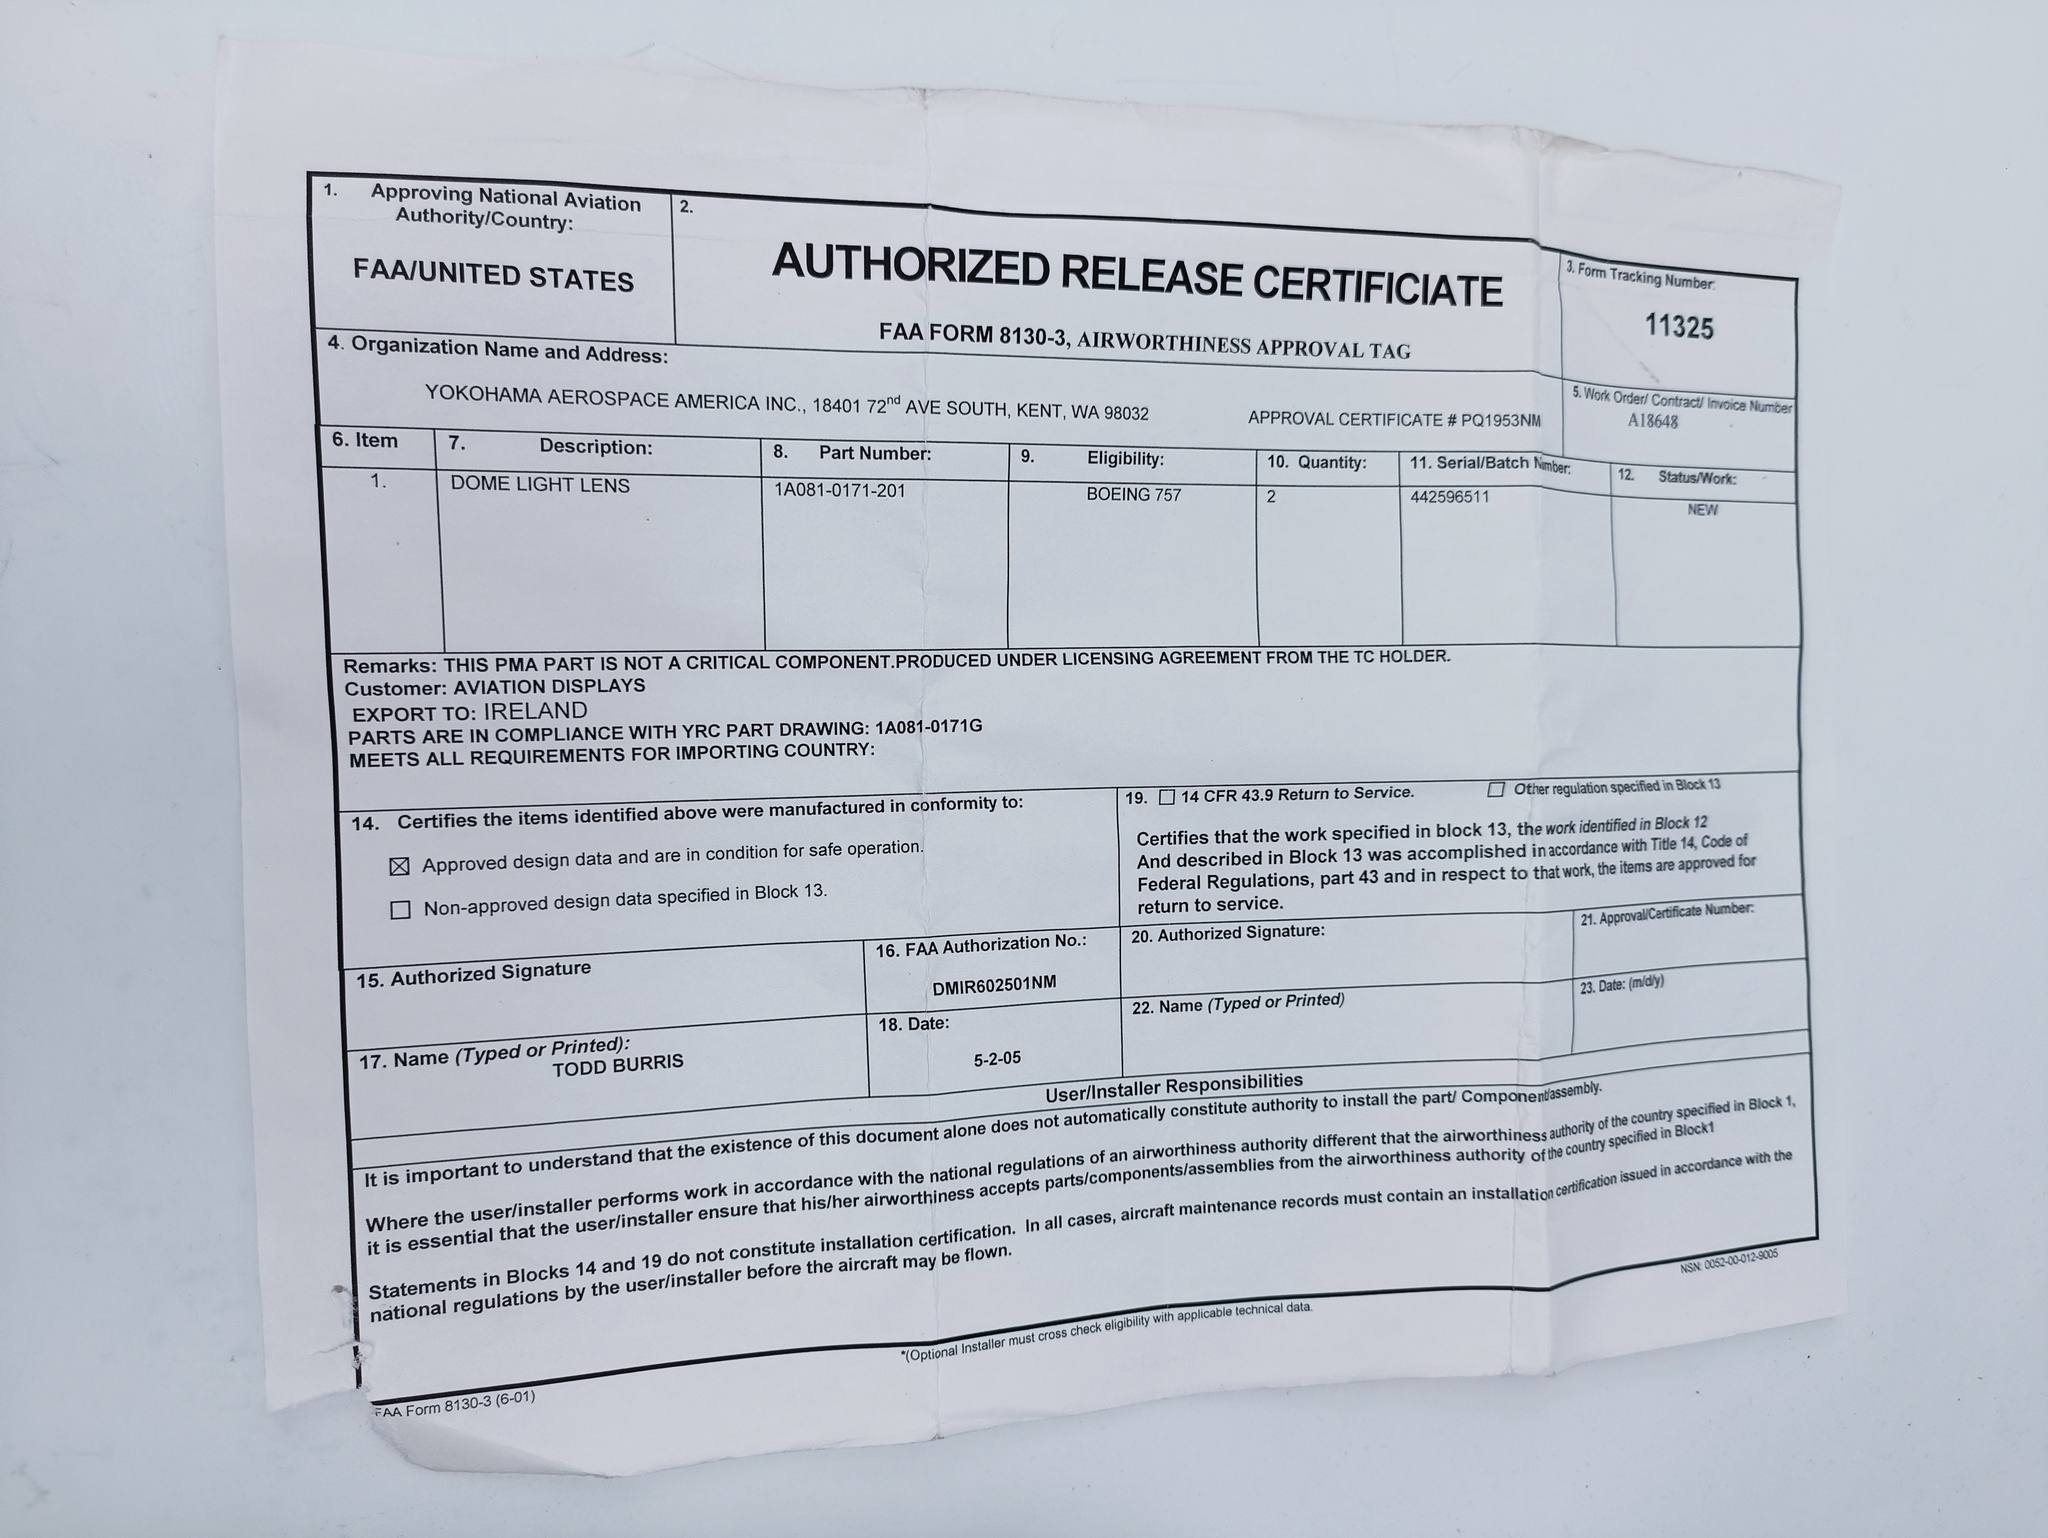 1. Approving National Aviation
Authority/Country:
FAA/UNITED STATES
2.
AUTHORIZED RELEASE CERTIFICIATE
FAA FORM 8130-3, AIRWORTHINESS APPROVAL TAG
3. Form Tracking Number:
11325
4. Organization Name and Address:
YOKOHAMA AEROSPACE AMERICA INC., 18401 72nd AVE SOUTH, KENT, WA 98032 APPROVAL CERTIFICATE # PQ1953NM
5. Work Order/ Contract/ Invoice Number
A18648
6. Item 7. Description: 8. Part Number: 9. Eligibility: 10. Quantity: 11. Serial/Batch Number: 12. Status/Work:
1. DOME LIGHT LENS 1A081-0171-201 BOEING 757 2 442596511 NEW
Remarks: THIS PMA PART IS NOT A CRITICAL COMPONENT.PRODUCED UNDER LICENSING AGREEMENT FROM THE TC HOLDER.
Customer: AVIATION DISPLAYS
EXPORT TO: IRELAND
PARTS ARE IN COMPLIANCE WITH YRC PART DRAWING: 1A081-0171G
MEETS ALL REQUIREMENTS FOR IMPORTING COUNTRY:
14. Certifies the items identified above were manufactured in conformity to:
☒ Approved design data and are in condition for safe operation.
☐ Non-approved design data specified in Block 13.
19. ☐ 14 CFR 43.9 Return to Service. ☐ Other regulation specified in Block 13
Certifies that the work specified in block 13, the work identified in Block 12
And described in Block 13 was accomplished in accordance with Title 14, Code of
Federal Regulations, part 43 and in respect to that work, the items are approved for
return to service.
15. Authorized Signature
16. FAA Authorization No.:
DMIR602501NM
20. Authorized Signature:
21. Approval/Certificate Number:
17. Name (Typed or Printed):
TODD BURRIS
18. Date:
5-2-05
22. Name (Typed or Printed)
23. Date: (m/d/y)
User/Installer Responsibilities
It is important to understand that the existence of this document alone does not automatically constitute authority to install the part/ Component/assembly.
Where the user/installer performs work in accordance with the national regulations of an airworthiness authority different that the airworthiness authority of the country specified in Block 1,
it is essential that the user/installer ensure that his/her airworthiness accepts parts/components/assemblies from the airworthiness authority of the country specified in Block1
Statements in Blocks 14 and 19 do not constitute installation certification. In all cases, aircraft maintenance records must contain an installation certification issued in accordance with the
national regulations by the user/installer before the aircraft may be flown.
NSN: 0052-00-012-9005
*(Optional Installer must cross check eligibility with applicable technical data.
FAA Form 8130-3 (6-01)